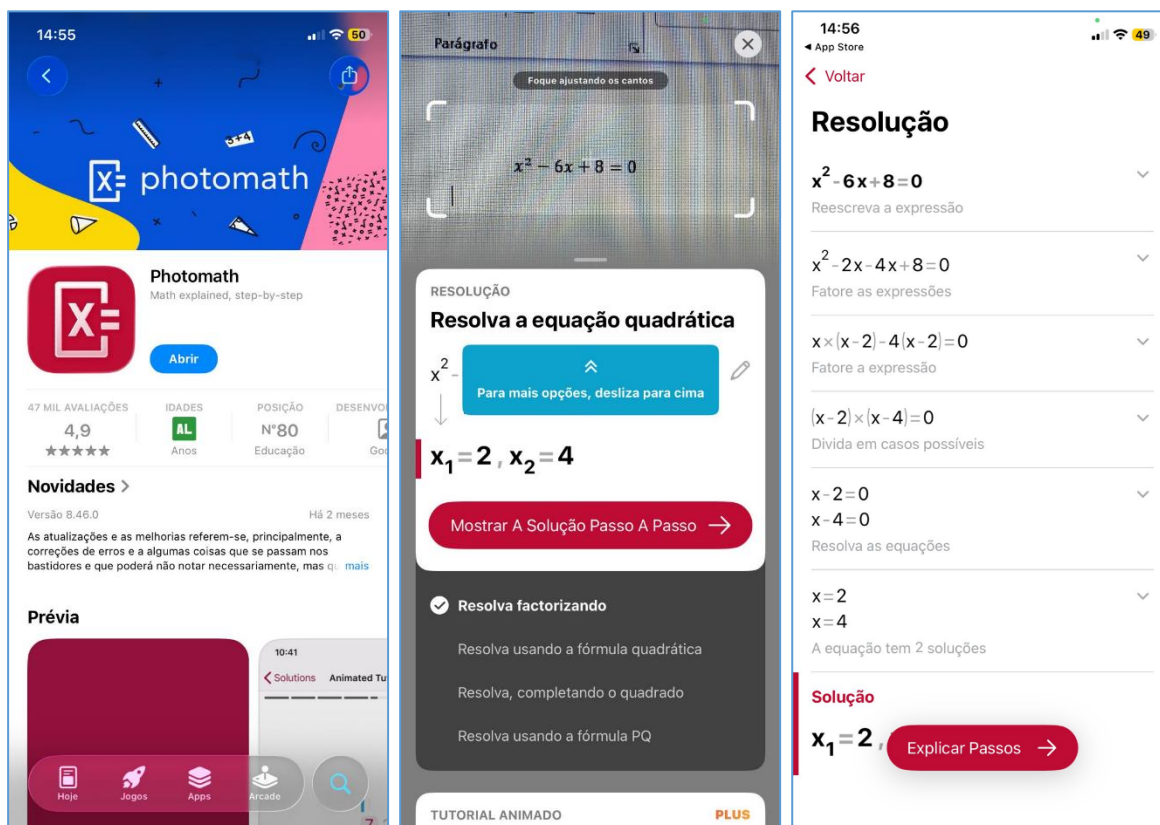 14:55
50
3+4
photomath
Photomath
Math explained, step-by-step
Abrir
47 MIL AVALIAÇÕES
IDADES
POSIÇÃO
4,9
AL
Nº80
★★★★★
Anos
Educação
Novidades >
Versão 8.46.0
Há 2 meses
As atualizações e as melhorias referem-se, principalmente, a
correções de erros e a algumas coisas que se passam nos
bastidores e que poderá não notar necessariamente, mas mais
Prévia
10:41
Solutions Animated
Hoje
Jogos
Apps
Arcade
7
Parágrafo
Foque ajustando os cantos
x² − 6x + 8 = 0
RESOLUÇÃO
Resolva a equação quadrática
x² -
Para mais opções, desliza para cima
x₁ = 2 , x₂ = 4
Mostrar A Solução Passo A Passo →
Resolva factorizando
Resolva usando a fórmula quadrática
Resolva, completando o quadrado
Resolva usando a fórmula PQ
TUTORIAL ANIMADO
PLUS
14:56
49
◀ App Store
Voltar
Resolução
x²-6x+8=0
Reescreva a expressão
x²-2x-4x+8=0
Fatore as expressões
x×(x-2)-4(x-2)=0
Fatore a expressão
(x-2)×(x-4)=0
Divida em casos possíveis
x-2=0
x-4=0
Resolva as equações
x=2
x=4
A equação tem 2 soluções
Solução
x₁=2 ,
Explicar Passos →